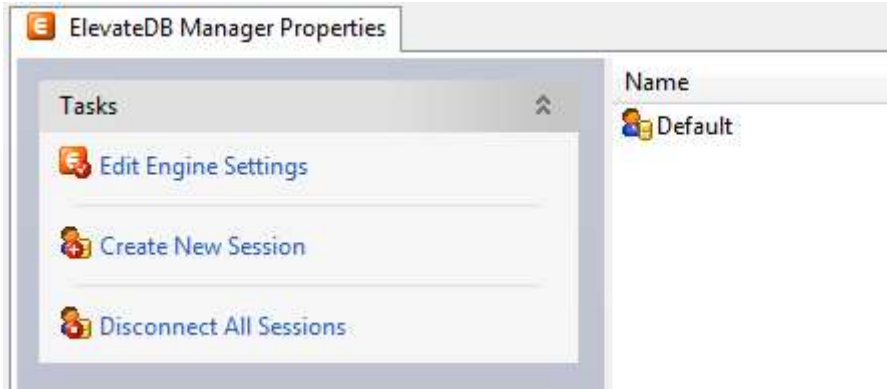 ElevateDB Manager Properties
Tasks
Edit Engine Settings
Create New Session
Disconnect All Sessions
Name
Default